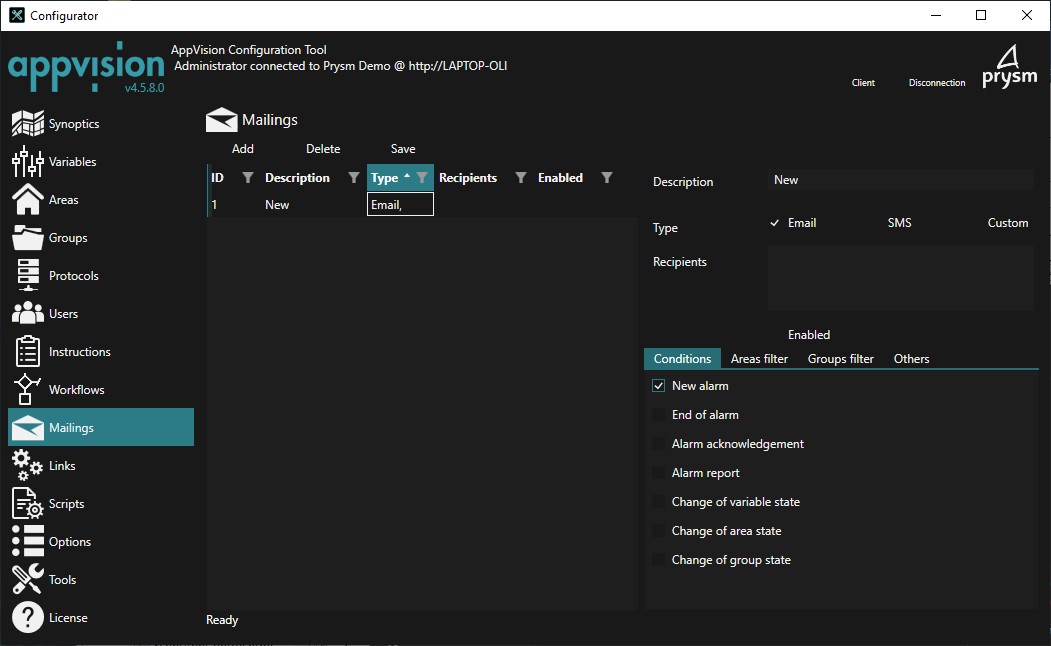 Configurator
appvision
v4.5.8.0
AppVision Configuration Tool
Administrator connected to Prysm Demo @ http://LAPTOP-OLI
Client
Disconnection
prysm
Synoptics
Variables
Areas
Groups
Protocols
Users
Instructions
Workflows
Mailings
Links
Scripts
Options
Tools
? License
Mailings
Add Delete Save
ID Description Type Recipients Enabled
1 New Email,
Ready
Description New
Type Email SMS Custom
Recipients
Enabled
Conditions Areas filter Groups filter Others
New alarm
End of alarm
Alarm acknowledgement
Alarm report
Change of variable state
Change of area state
Change of group state